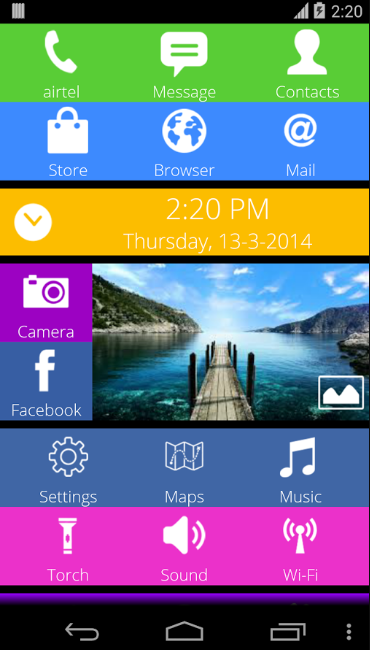 2:20
airtel Message Contacts
Store Browser Mail
2:20 PM
Thursday, 13-3-2014
Camera
f
Facebook
Settings Maps Music
Torch Sound Wi-Fi